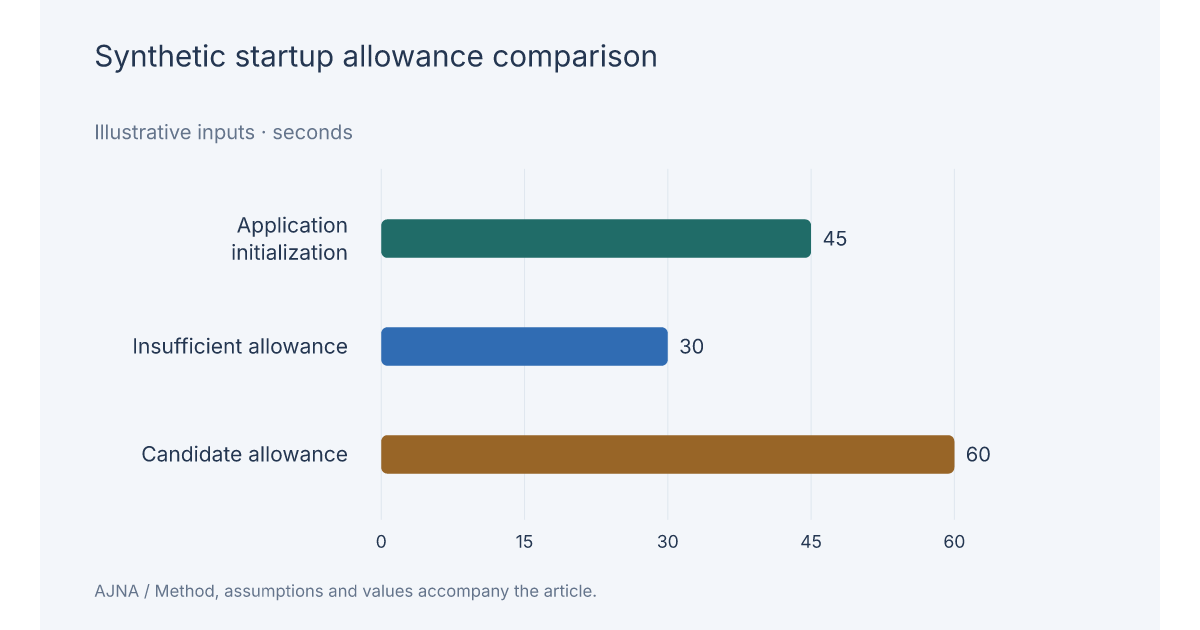 Synthetic startup allowance comparison
Illustrative inputs · seconds
Application
initialization
45
Insufficient allowance
30
Candidate allowance
60
0 15 30 45 60
AJNA / Method, assumptions and values accompany the article.